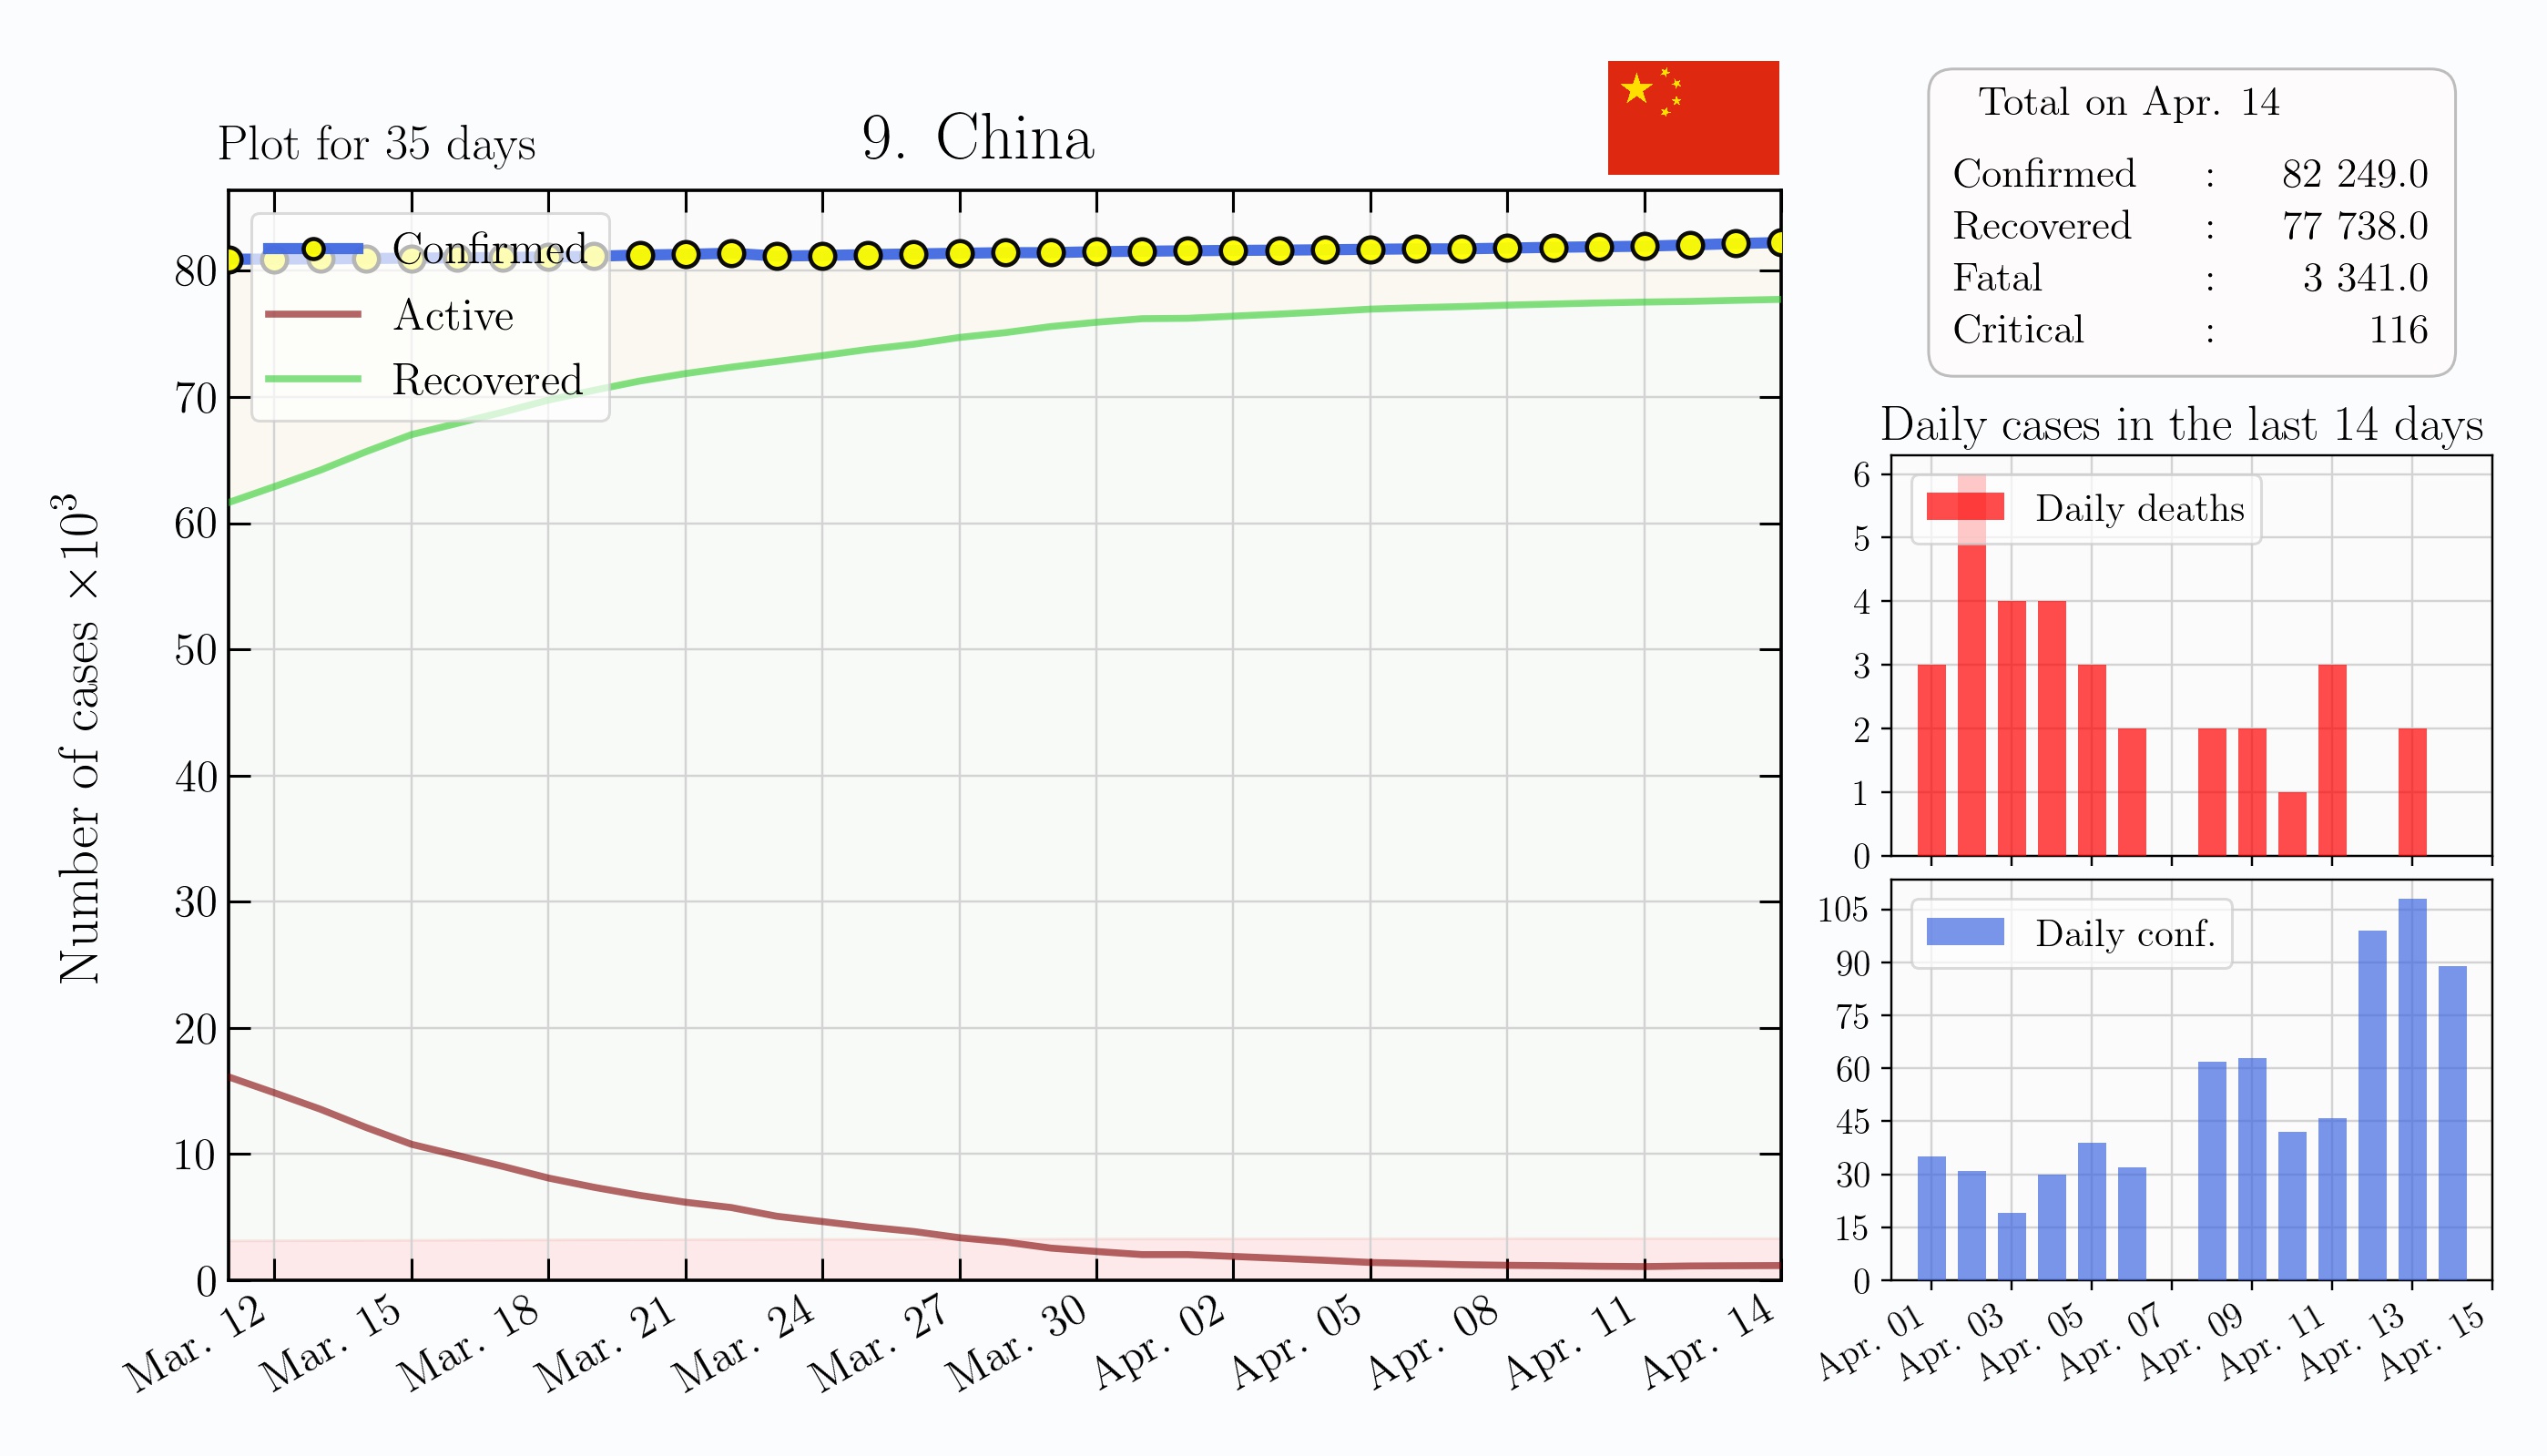 Plot for 35 days
9. China
Number of cases ×10³
80
70
60
50
40
30
20
10
0
Confirmed
Active
Recovered
Mar. 12
Mar. 15
Mar. 18
Mar. 21
Mar. 24
Mar. 27
Mar. 30
Apr. 02
Apr. 05
Apr. 08
Apr. 11
Apr. 14
Total on Apr. 14
Confirmed : 82 249.0
Recovered : 77 738.0
Fatal : 3 341.0
Critical : 116
Daily cases in the last 14 days
6
5
4
3
2
1
0
Daily deaths
105
90
75
60
45
30
15
0
Daily conf.
Apr. 01
Apr. 03
Apr. 05
Apr. 07
Apr. 09
Apr. 11
Apr. 13
Apr. 15